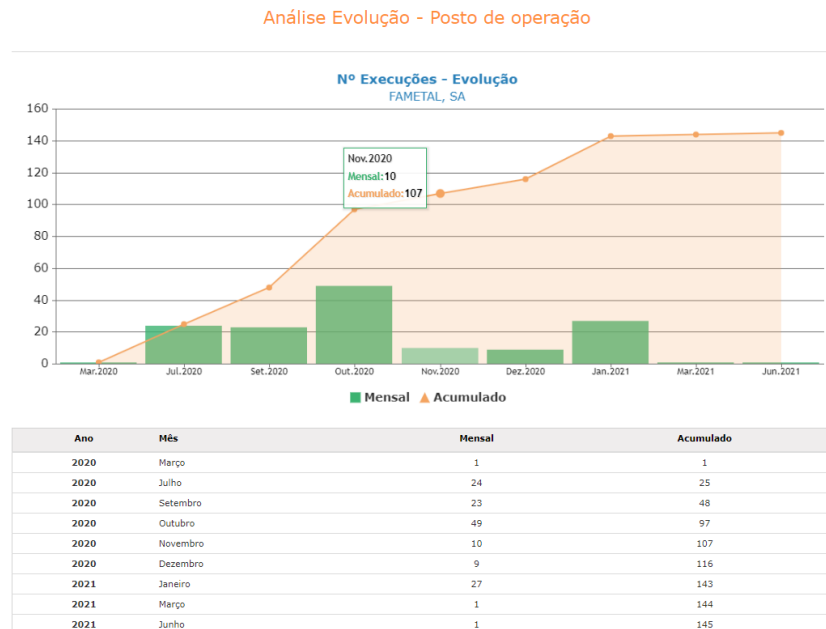 Análise Evolução - Posto de operação
Nº Execuções - Evolução
FAMETAL, SA
160
140
120
100
80
60
40
20
0
Nov.2020
Mensal:10
Acumulado:107
Mar.2020 Jul.2020 Set.2020 Out.2020 Nov.2020 Dez.2020 Jan.2021 Mar.2021 Jun.2021
Mensal Acumulado
Ano Mês Mensal Acumulado
2020 Março 1 1
2020 Julho 24 25
2020 Setembro 23 48
2020 Outubro 49 97
2020 Novembro 10 107
2020 Dezembro 9 116
2021 Janeiro 27 143
2021 Março 1 144
2021 Junho 1 145